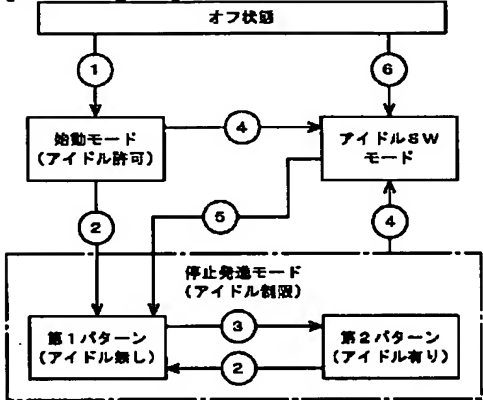 オフ状態
1
6
始動モード
(アイドル許可)
4
アイドルSW
モード
2
5
4
停止発進モード
(アイドル制限)
第1パターン
(アイドル無し)
3
2
第2パターン
(アイドル有り)